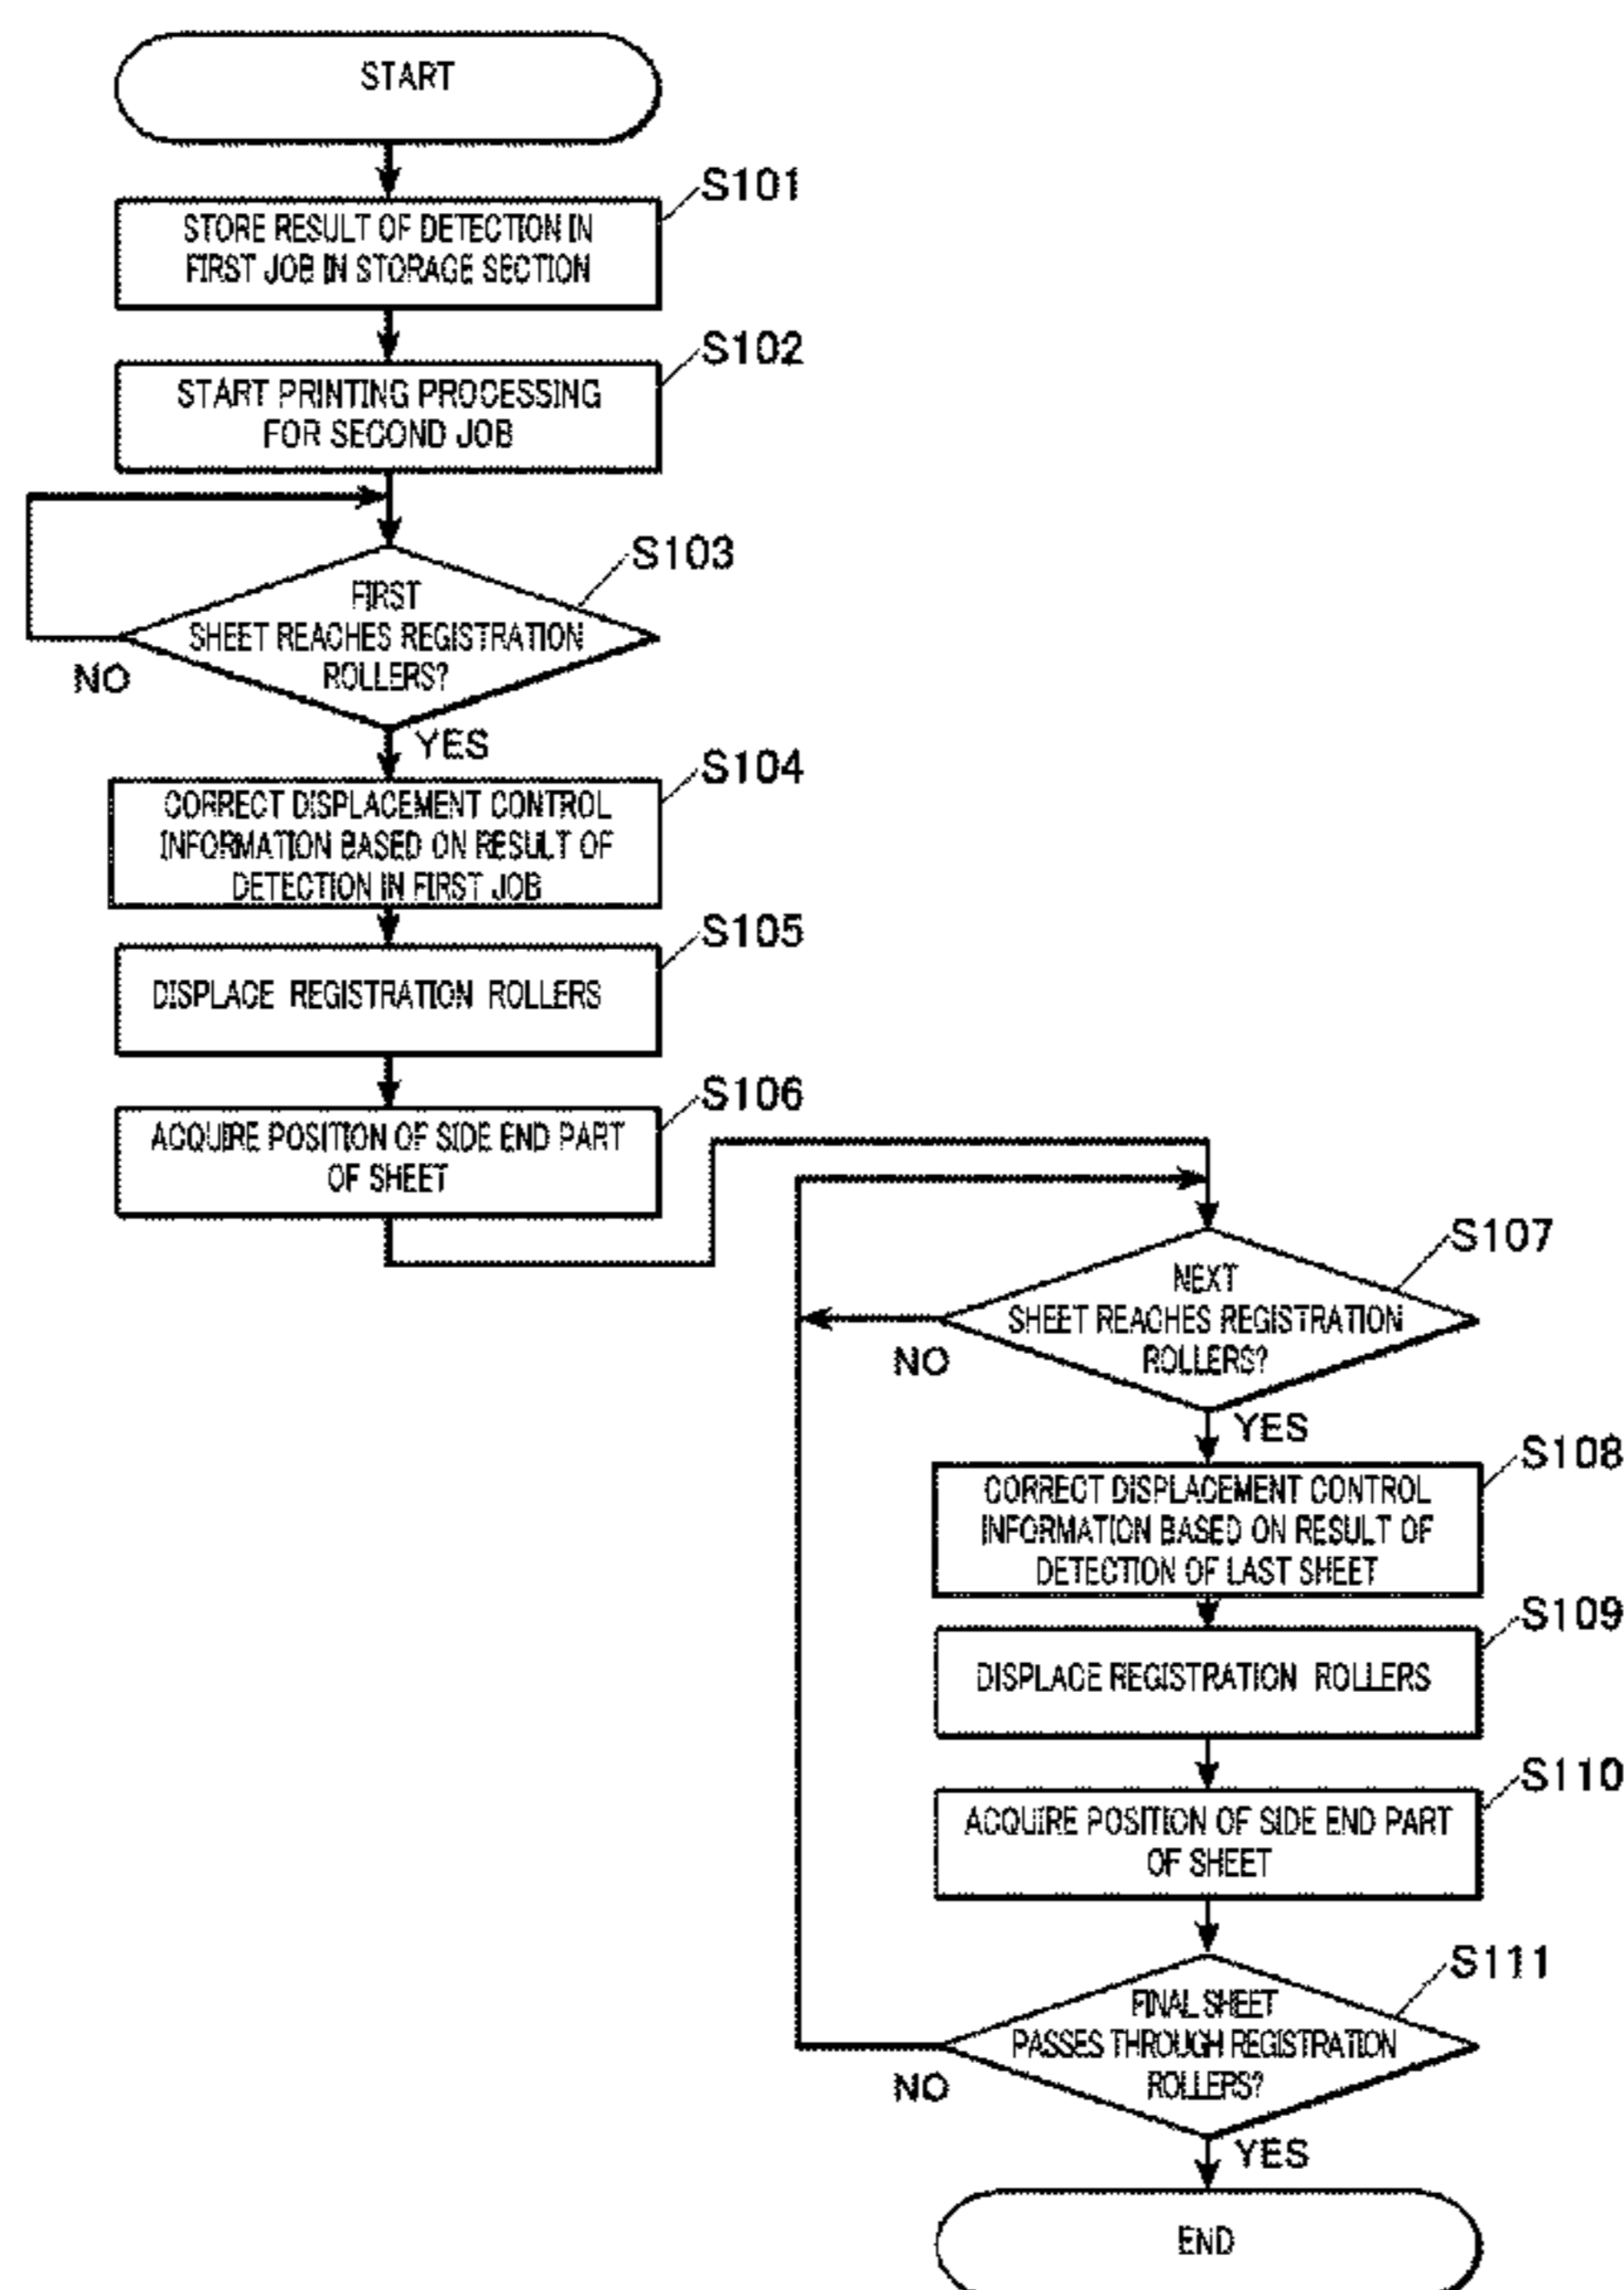 START
S101
STORE RESULT OF DETECTION IN
FIRST JOB IN STORAGE SECTION
S102
START PRINTING PROCESSING
FOR SECOND JOB
S103
FIRST
SHEET REACHES REGISTRATION
ROLLERS?
NO
YES
S104
CORRECT DISPLACEMENT CONTROL
INFORMATION BASED ON RESULT OF
DETECTION IN FIRST JOB
S105
DISPLACE REGISTRATION ROLLERS
S106
ACQUIRE POSITION OF SIDE END PART
OF SHEET
S107
NEXT
SHEET REACHES REGISTRATION
ROLLERS?
NO
YES
S108
CORRECT DISPLACEMENT CONTROL
INFORMATION BASED ON RESULT OF
DETECTION OF LAST SHEET
S109
DISPLACE REGISTRATION ROLLERS
S110
ACQUIRE POSITION OF SIDE END PART
OF SHEET
S111
FINAL SHEET
PASSES THROUGH REGISTRATION
ROLLERS?
NO
YES
END